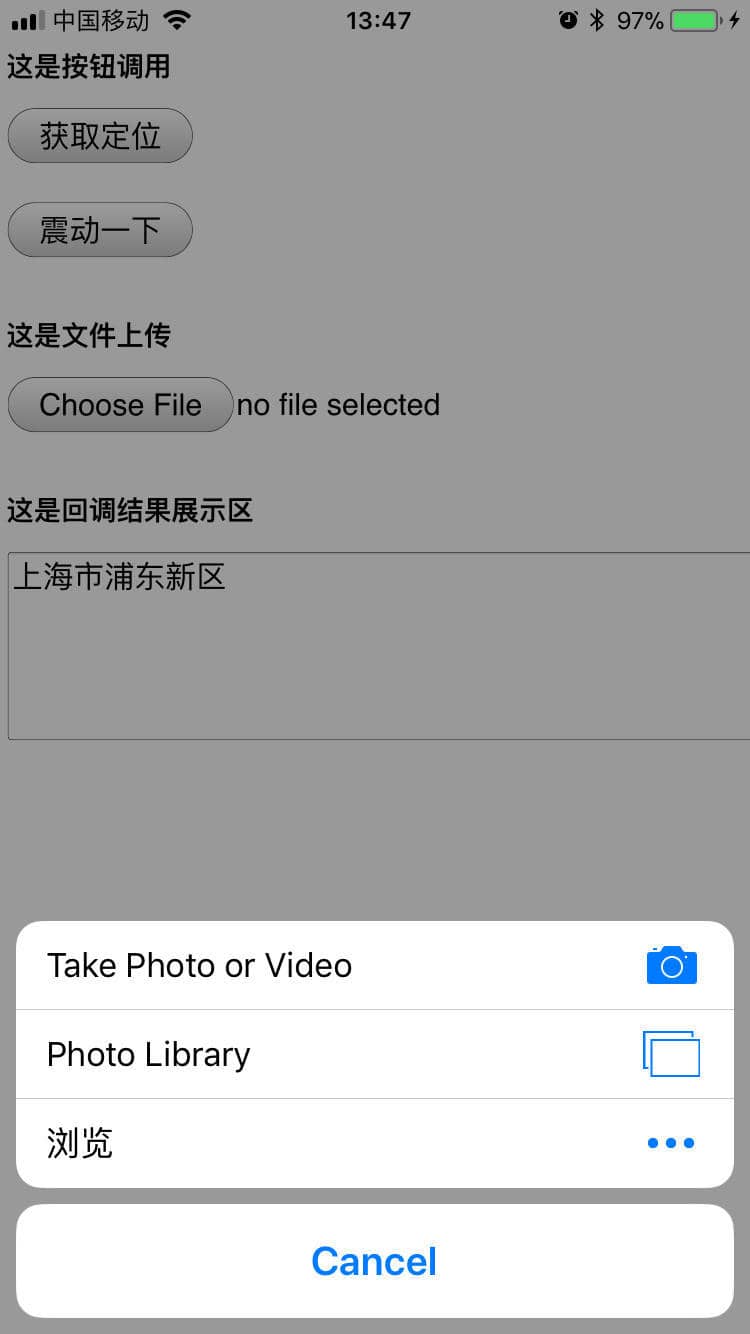 中国移动 13:47 97%
这是按钮调用
获取定位
震动一下
这是文件上传
Choose File no file selected
这是回调结果展示区
上海市浦东新区
Take Photo or Video
Photo Library
浏览
Cancel